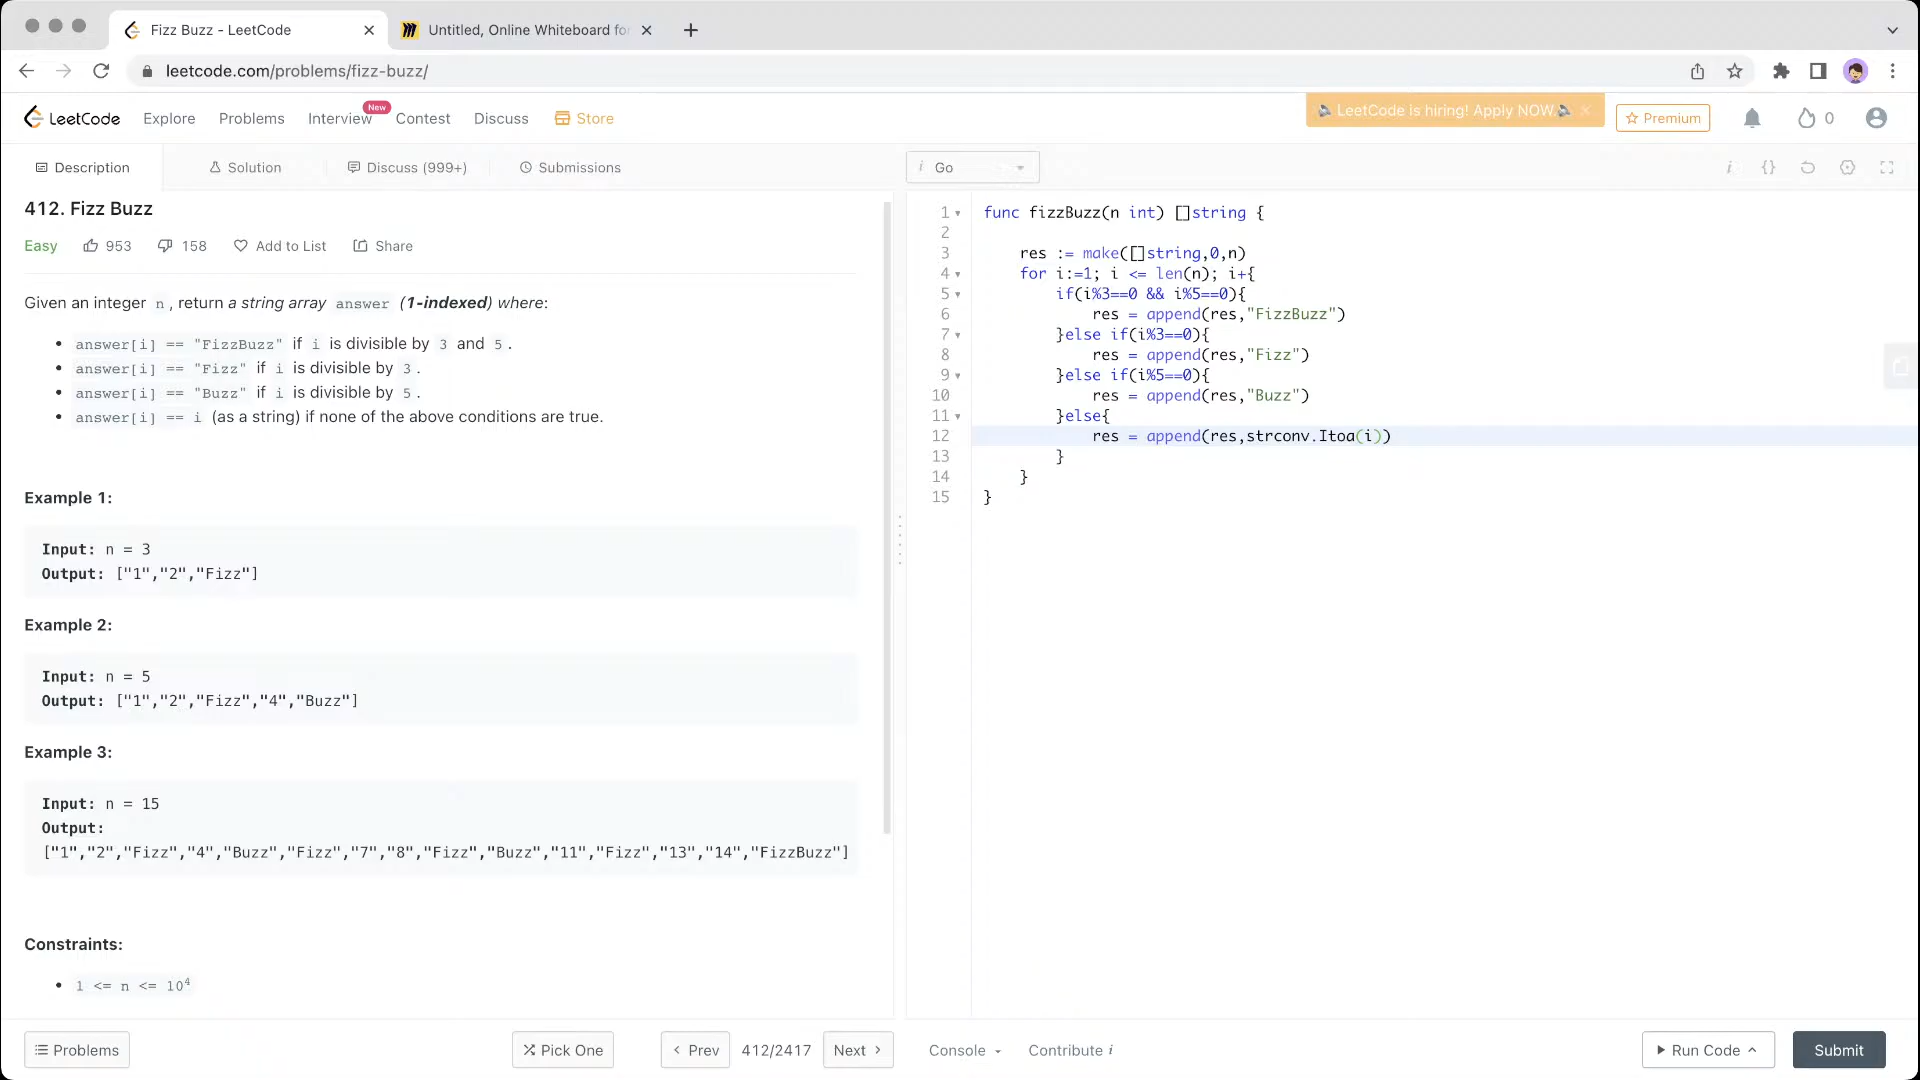 Fizz Buzz - LeetCode
Untitled, Online Whiteboard for
leetcode.com/problems/fizz-buzz/
LeetCode
Explore
Problems
Interview
New
Contest
Discuss
Store
LeetCode is hiring! Apply NOW.
Premium
0
Description
Solution
Discuss (999+)
Submissions
412. Fizz Buzz
Easy 953 158 Add to List Share
Given an integer n, return a string array answer (1-indexed) where:
• answer[i] == "FizzBuzz" if i is divisible by 3 and 5.
• answer[i] == "Fizz" if i is divisible by 3.
• answer[i] == "Buzz" if i is divisible by 5.
• answer[i] == i (as a string) if none of the above conditions are true.
Example 1:
Input: n = 3
Output: ["1","2","Fizz"]
Example 2:
Input: n = 5
Output: ["1","2","Fizz","4","Buzz"]
Example 3:
Input: n = 15
Output:
["1","2","Fizz","4","Buzz","Fizz","7","8","Fizz","Buzz","11","Fizz","13","14","FizzBuzz"]
Constraints:
• 1 <= n <= 10⁴
Problems
Pick One
Prev
412/2417
Next
i Go
i {}
1 func fizzBuzz(n int) []string {
2
3 res := make([]string,0,n)
4 for i:=1; i <= len(n); i+{
5 if(i%3==0 && i%5==0){
6 res = append(res,"FizzBuzz")
7 }else if(i%3==0){
8 res = append(res,"Fizz")
9 }else if(i%5==0){
10 res = append(res,"Buzz")
11 }else{
12 res = append(res,strconv.Itoa(i))
13 }
14 }
15 }
Console
Contribute i
Run Code
Submit